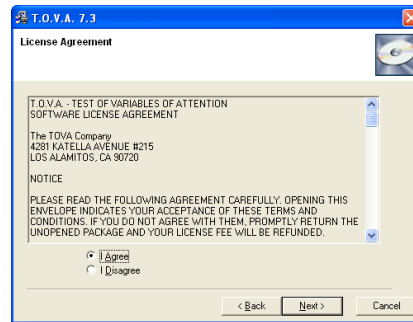 T.O.V.A. 7.3
License Agreement
T.O.V.A. - TEST OF VARIABLES OF ATTENTION
SOFTWARE LICENSE AGREEMENT
The TOVA Company
4281 KATELLA AVENUE #215
LOS ALAMITOS, CA 90720
NOTICE
PLEASE READ THE FOLLOWING AGREEMENT CAREFULLY. OPENING THIS
ENVELOPE INDICATES YOUR ACCEPTANCE OF THESE TERMS AND
CONDITIONS. IF YOU DO NOT AGREE WITH THEM, PROMPTLY RETURN THE
UNOPENED PACKAGE AND YOUR LICENSE FEE WILL BE REFUNDED.
I Agree
I Disagree
< Back Next > Cancel